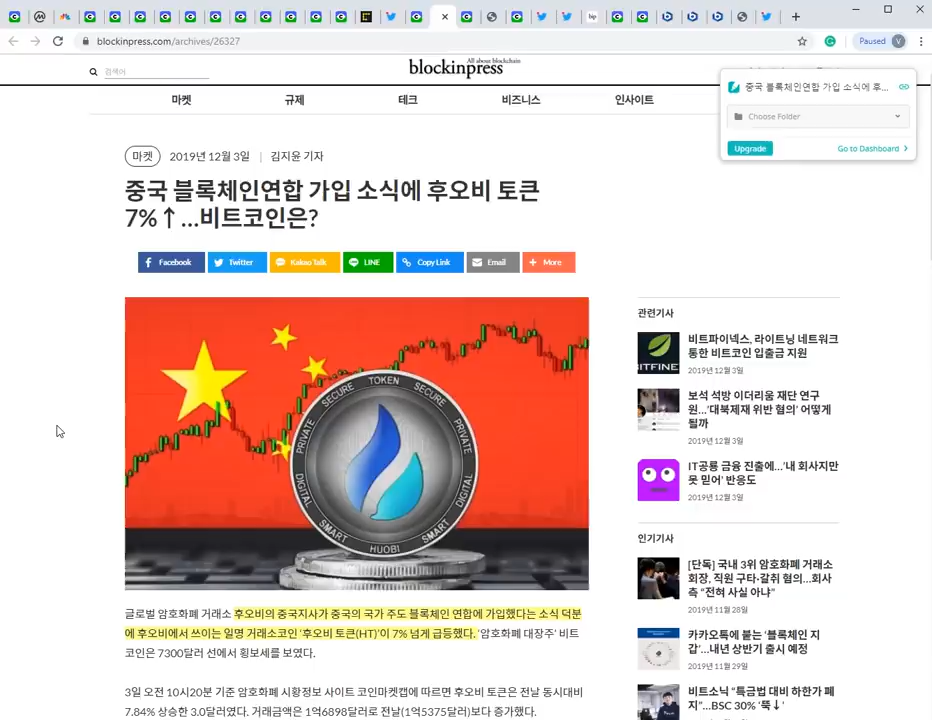 blockinpress.com/archives/26327
Paused
V
검색어
All about blockchain
blockinpress
마켓
규제
테크
비즈니스
인사이트
중국 블록체인연합 가입 소식에 후오...
Choose Folder
Upgrade
Go to Dashboard
마켓
2019년 12월 3일 | 김지윤 기자
중국 블록체인연합 가입 소식에 후오비 토큰
7%↑…비트코인은?
Facebook
Twitter
KakaoTalk
LINE
Copy Link
Email
More
SECURE TOKEN SECURE
PRIVATE
PRIVATE
DIGITAL
DIGITAL
SMART HUOBI SMART
글로벌 암호화폐 거래소 후오비의 중국지사가 중국의 국가 주도 블록체인 연합에 가입했다는 소식 덕분
에 후오비에서 쓰이는 일명 거래소코인 ‘후오비 토큰(HT)’이 7% 넘게 급등했다. ‘암호화폐 대장주’ 비트
코인은 7300달러 선에서 횡보세를 보였다.
3일 오전 10시20분 기준 암호화폐 시황정보 사이트 코인마켓캡에 따르면 후오비 토큰은 전날 동시대비
7.84% 상승한 3.0달러였다. 거래금액은 1억6898달러로 전날(1억5375달러)보다 증가했다.
관련기사
BITFINE
비트파이넥스, 라이트닝 네트워크
통한 비트코인 입출금 지원
2019년 12월 3일
보석 석방 이더리움 재단 연구
원…‘대북제재 위반 혐의’ 어떻게
될까
2019년 12월 3일
IT공룡 금융 진출에…‘내 회사지만
못 믿어’ 반응도
2019년 12월 3일
인기기사
[단독] 국내 3위 암호화폐 거래소
회장, 직원 구타·갈취 혐의…회사
측 “전혀 사실 아냐”
2019년 11월 28일
카카오톡에 붙는 ‘블록체인 지
갑’…내년 상반기 출시 예정
2019년 11월 29일
비트소닉 “특금법 대비 하한가 폐
지”…BSC 30% ‘뚝↓’